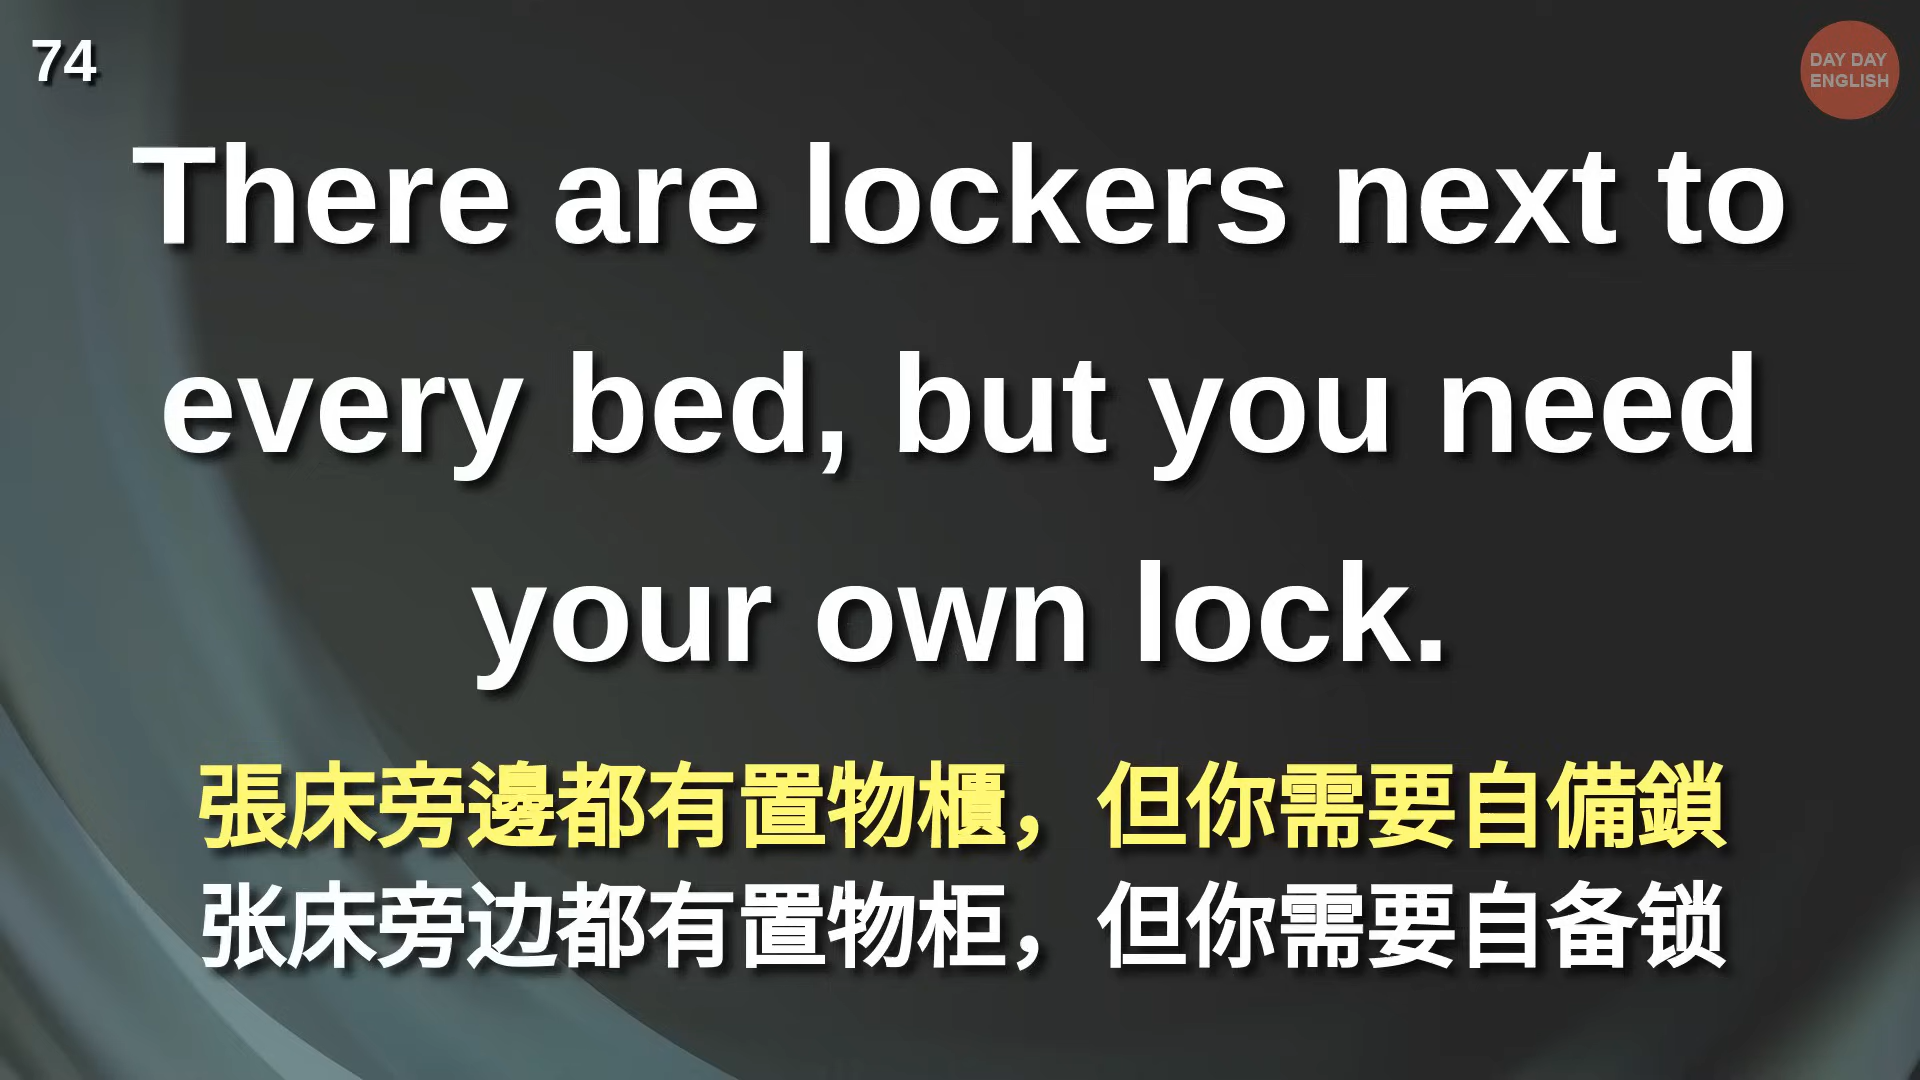 74
DAY DAY
ENGLISH
There are lockers next to
every bed, but you need
your own lock.
張床旁邊都有置物櫃，但你需要自備鎖
张床旁边都有置物柜，但你需要自备锁